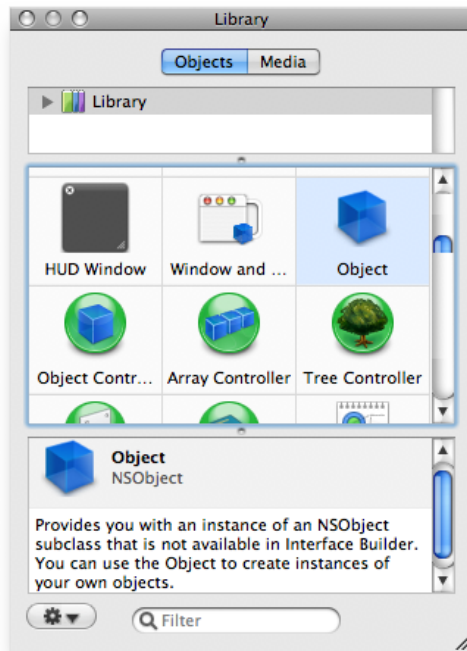 Library
Objects Media
Library
HUD Window Window and ... Object
Object Contr... Array Controller Tree Controller
Object
NSObject
Provides you with an instance of an NSObject
subclass that is not available in Interface Builder.
You can use the Object to create instances of
your own objects.
Filter